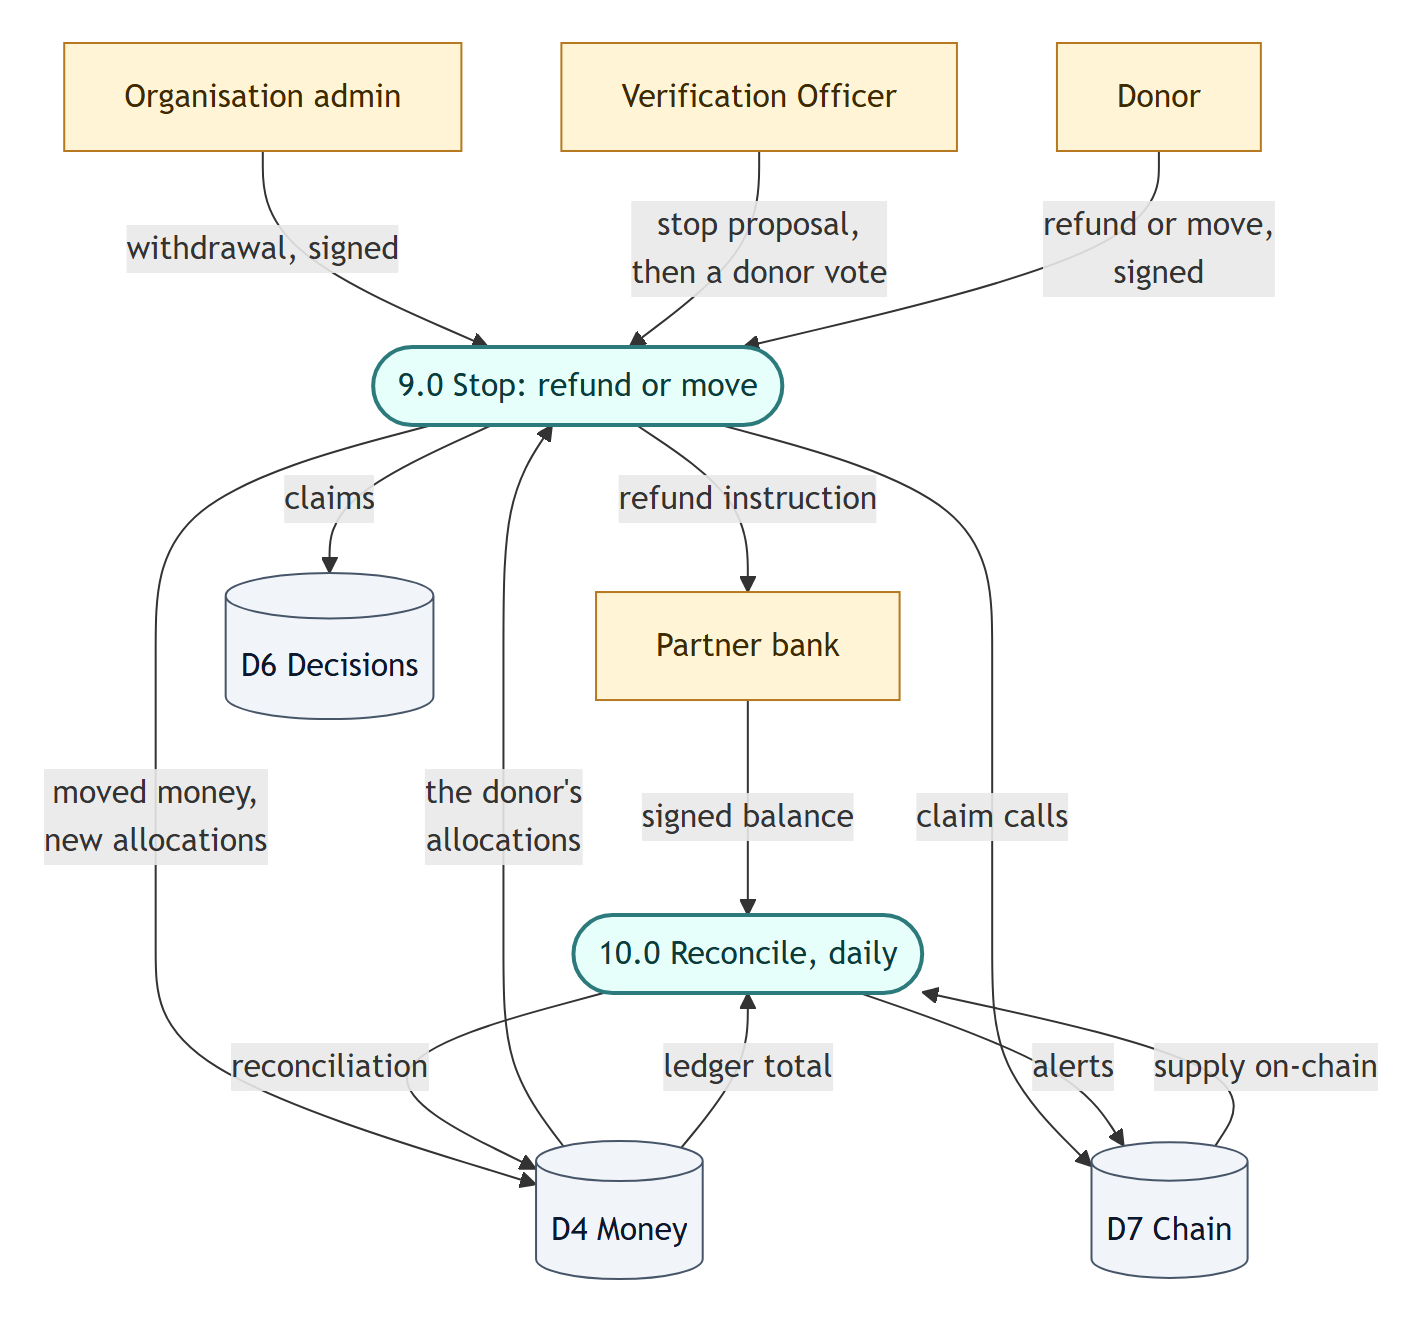 Organisation admin
Verification Officer
Donor
withdrawal, signed
stop proposal,
then a donor vote
refund or move,
signed
9.0 Stop: refund or move
claims
refund instruction
D6 Decisions
Partner bank
moved money,
new allocations
the donor's
allocations
signed balance
claim calls
10.0 Reconcile, daily
reconciliation
ledger total
alerts
supply on-chain
D4 Money
D7 Chain